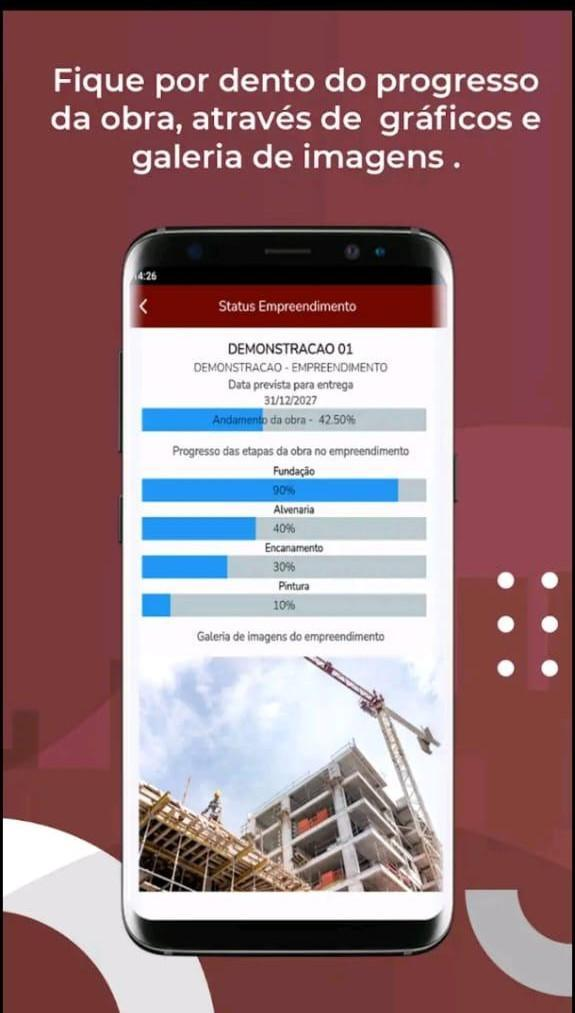 Fique por dento do progresso
da obra, através de gráficos e
galeria de imagens .
4:26
Status Empreendimento
DEMONSTRACAO 01
DEMONSTRACAO - EMPREENDIMENTO
Data prevista para entrega
31/12/2027
Andamento da obra - 42.50%
Progresso das etapas da obra no empreendimento
Fundação
90%
Alvenaria
40%
Encanamento
30%
Pintura
10%
Galeria de imagens do empreendimento